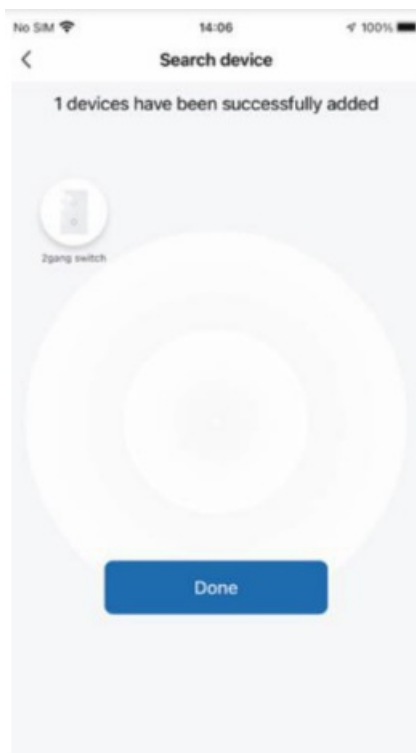 No SIM 14:06 100%
Search device
1 devices have been successfully added
2gang switch
Done